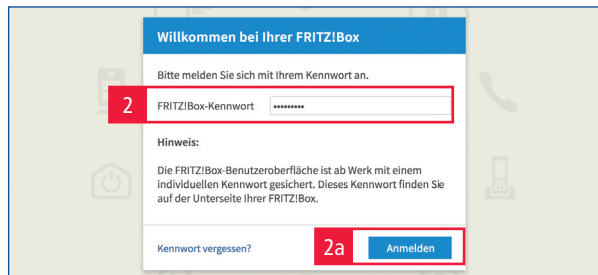 Willkommen bei Ihrer FRITZ!Box
Bitte melden Sie sich mit Ihrem Kennwort an.
2
FRITZ!Box-Kennwort •••••••••
Hinweis:
Die FRITZ!Box-Benutzeroberfläche ist ab Werk mit einem
individuellen Kennwort gesichert. Dieses Kennwort finden Sie
auf der Unterseite Ihrer FRITZ!Box.
Kennwort vergessen? 2a Anmelden